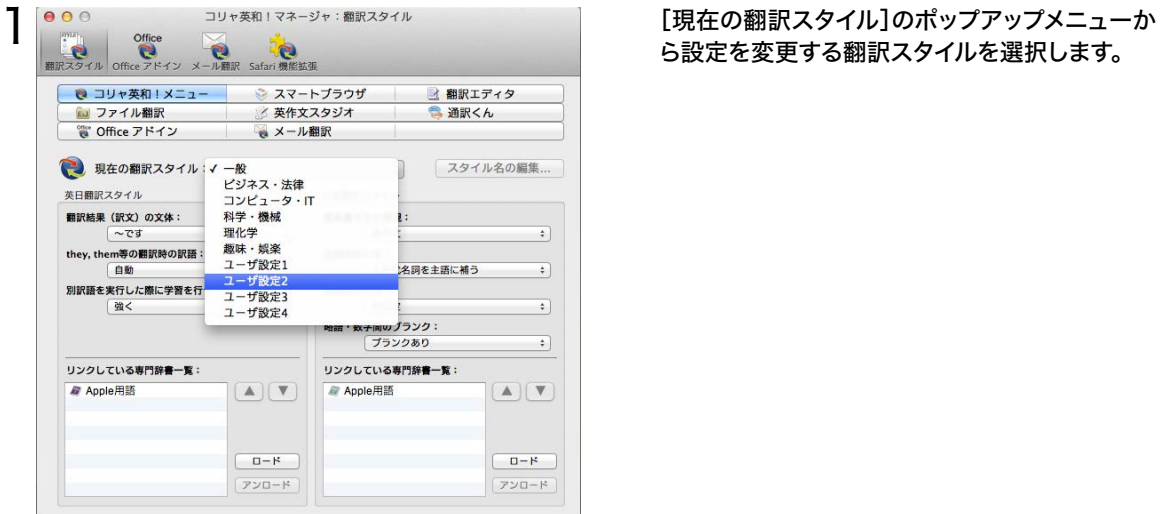 1
コリャ英和！マネージャ：翻訳スタイル
翻訳スタイル Office アドイン メール翻訳 Safari 機能拡張
コリャ英和！メニュー スマートブラウザ 翻訳エディタ
ファイル翻訳 英作文スタジオ 通訳くん
Office アドイン メール翻訳
現在の翻訳スタイル： ✓ 一般 スタイル名の編集...
ビジネス・法律
コンピュータ・IT
科学・機械
理化学
趣味・娯楽
ユーザ設定1
ユーザ設定2
ユーザ設定3
ユーザ設定4
英日翻訳スタイル
翻訳結果（訳文）の文体：
～です
they, them等の翻訳時の訳語：
自動
別訳語を実行した際に学習を行
強く
名詞を主語に補う
略語・数字間のブランク：
ブランクあり
リンクしている専門辞書一覧：
Apple用語
ロード
アンロード
リンクしている専門辞書一覧：
Apple用語
ロード
アンロード
［現在の翻訳スタイル］のポップアップメニューか
ら設定を変更する翻訳スタイルを選択します。